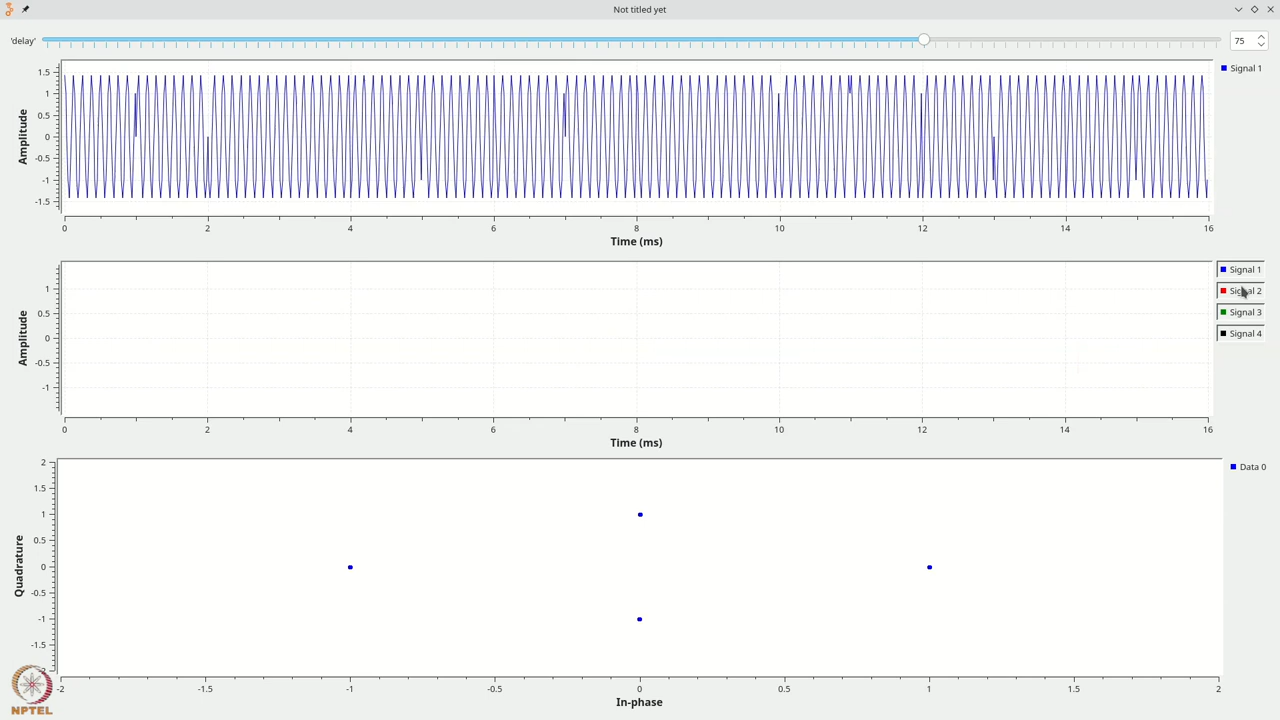 Not titled yet
'delay'
75
Signal 1
1.5
1
0.5
0
-0.5
-1
-1.5
Amplitude
0 2 4 6 8 10 12 14 16
Time (ms)
Signal 1
Signal 2
Signal 3
Signal 4
1
0.5
0
-0.5
-1
Amplitude
0 2 4 6 8 10 12 14 16
Time (ms)
Data 0
2
1.5
1
0.5
0
-0.5
-1
-1.5
Quadrature
-2 -1.5 -1 -0.5 0 0.5 1 1.5 2
In-phase
NPTEL